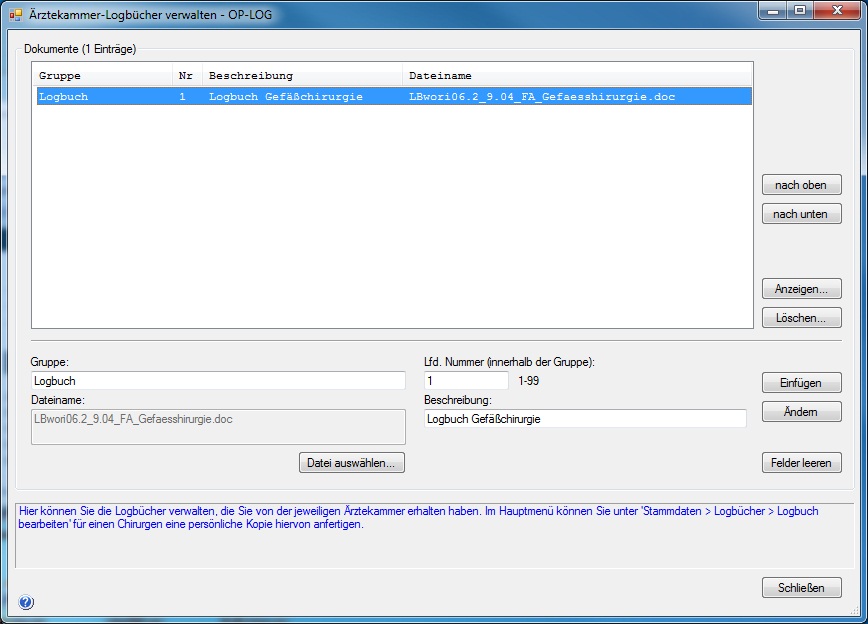 Ärztekammer-Logbücher verwalten - OP-LOG
Dokumente (1 Einträge)
Gruppe Nr Beschreibung Dateiname
Logbuch 1 Logbuch Gefäßchirurgie LBwori06.2_9.04_FA_Gefaesshirurgie.doc
nach oben
nach unten
Anzeigen...
Löschen...
Gruppe: Lfd. Nummer (innerhalb der Gruppe):
Logbuch 1 1-99 Einfügen
Dateiname: Beschreibung:
LBwori06.2_9.04_FA_Gefaesshirurgie.doc Logbuch Gefäßchirurgie Ändern
Datei auswählen... Felder leeren
Hier können Sie die Logbücher verwalten, die Sie von der jeweiligen Ärztekammer erhalten haben. Im Hauptmenü können Sie unter 'Stammdaten > Logbücher > Logbuch
bearbeiten' für einen Chirurgen eine persönliche Kopie hiervon anfertigen.
Schließen